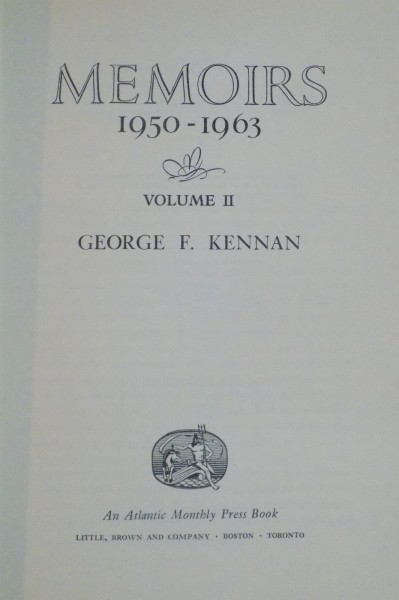 MEMOIRS
1950-1963
VOLUME II
GEORGE F. KENNAN
An Atlantic Monthly Press Book
LITTLE, BROWN AND COMPANY · BOSTON · TORONTO